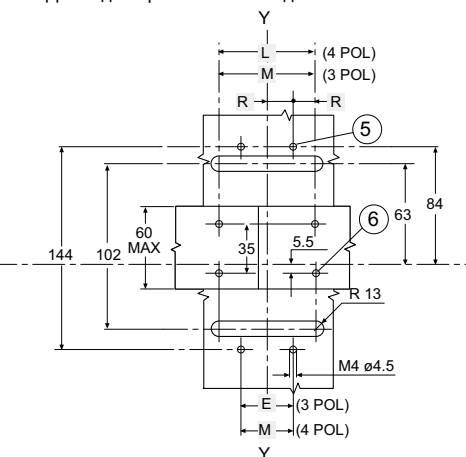 Y
L (4 POL)
M (3 POL)
R R
5
84
63
60
MAX
6
5.5
35
144
102
R 13
M4 ø4.5
E (3 POL)
M (4 POL)
Y